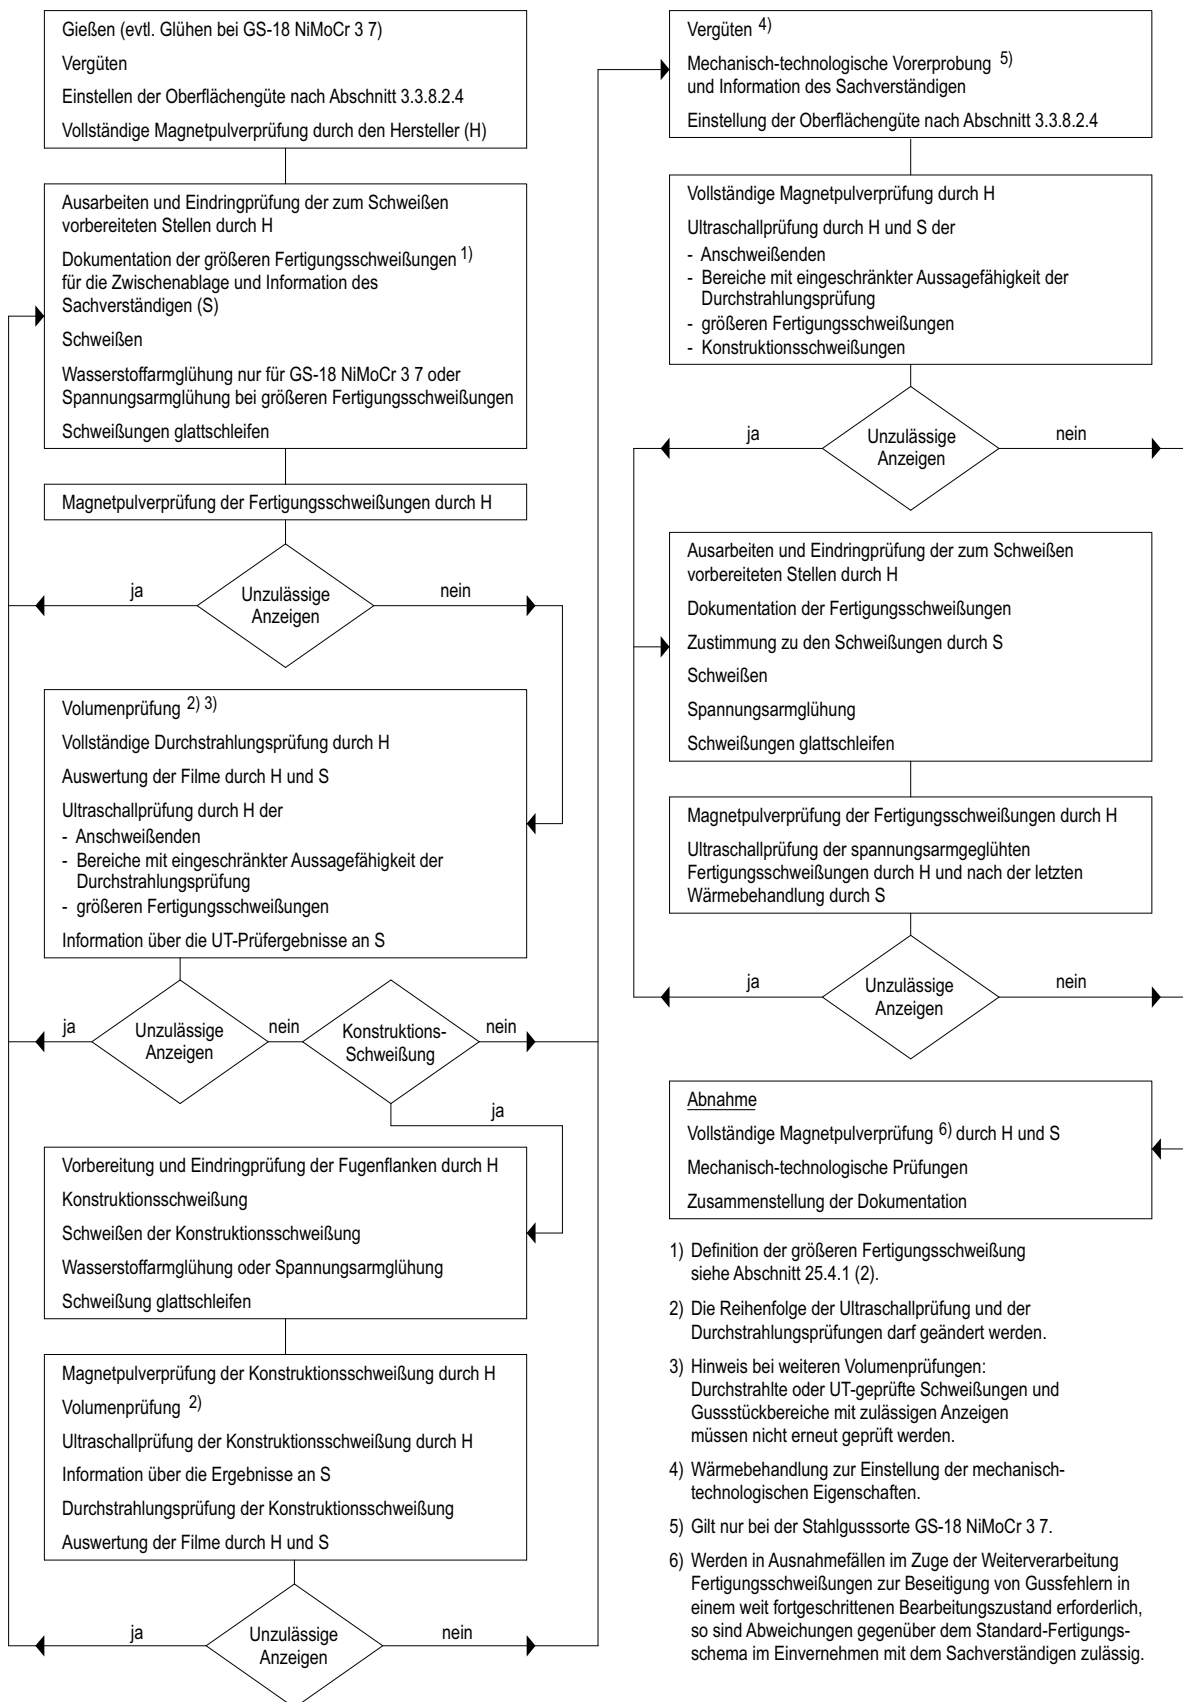 Gießen (evtl. Glühen bei GS-18 NiMoCr 3 7)
Vergüten
Einstellen der Oberflächengüte nach Abschnitt 3.3.8.2.4
Vollständige Magnetpulverprüfung durch den Hersteller (H)
Ausarbeiten und Eindringprüfung der zum Schweißen
vorbereiteten Stellen durch H
Dokumentation der größeren Fertigungsschweißungen 1)
für die Zwischenablage und Information des
Sachverständigen (S)
Schweißen
Wasserstoffarmglühung nur für GS-18 NiMoCr 3 7 oder
Spannungsarmglühung bei größeren Fertigungsschweißungen
Schweißungen glattschleifen
Magnetpulverprüfung der Fertigungsschweißungen durch H
ja
Unzulässige
Anzeigen
nein
Volumenprüfung 2) 3)
Vollständige Durchstrahlungsprüfung durch H
Auswertung der Filme durch H und S
Ultraschallprüfung durch H der
- Anschweißenden
- Bereiche mit eingeschränkter Aussagefähigkeit der
Durchstrahlungsprüfung
- größeren Fertigungsschweißungen
Information über die UT-Prüfergebnisse an S
ja
Unzulässige
Anzeigen
nein
Konstruktions-
Schweißung
nein
ja
Vorbereitung und Eindringprüfung der Fugenflanken durch H
Konstruktionsschweißung
Schweißen der Konstruktionsschweißung
Wasserstoffarmglühung oder Spannungsarmglühung
Schweißung glattschleifen
Magnetpulverprüfung der Konstruktionsschweißung durch H
Volumenprüfung 2)
Ultraschallprüfung der Konstruktionsschweißung durch H
Information über die Ergebnisse an S
Durchstrahlungsprüfung der Konstruktionsschweißung
Auswertung der Filme durch H und S
ja
Unzulässige
Anzeigen
nein
Vergüten 4)
Mechanisch-technologische Vorerprobung 5)
und Information des Sachverständigen
Einstellung der Oberflächengüte nach Abschnitt 3.3.8.2.4
Vollständige Magnetpulverprüfung durch H
Ultraschallprüfung durch H und S der
- Anschweißenden
- Bereiche mit eingeschränkter Aussagefähigkeit der
Durchstrahlungsprüfung
- größeren Fertigungsschweißungen
- Konstruktionsschweißungen
ja
Unzulässige
Anzeigen
nein
Ausarbeiten und Eindringprüfung der zum Schweißen
vorbereiteten Stellen durch H
Dokumentation der Fertigungsschweißungen
Zustimmung zu den Schweißungen durch S
Schweißen
Spannungsarmglühung
Schweißungen glattschleifen
Magnetpulverprüfung der Fertigungsschweißungen durch H
Ultraschallprüfung der spannungsarmgeglühten
Fertigungsschweißungen durch H und nach der letzten
Wärmebehandlung durch S
ja
Unzulässige
Anzeigen
nein
Abnahme
Vollständige Magnetpulverprüfung 6) durch H und S
Mechanisch-technologische Prüfungen
Zusammenstellung der Dokumentation
1) Definition der größeren Fertigungsschweißung
siehe Abschnitt 25.4.1 (2).
2) Die Reihenfolge der Ultraschallprüfung und der
Durchstrahlungsprüfungen darf geändert werden.
3) Hinweis bei weiteren Volumenprüfungen:
Durchstrahlte oder UT-geprüfte Schweißungen und
Gussstückbereiche mit zulässigen Anzeigen
müssen nicht erneut geprüft werden.
4) Wärmebehandlung zur Einstellung der mechanisch-
technologischen Eigenschaften.
5) Gilt nur bei der Stahlgusssorte GS-18 NiMoCr 3 7.
6) Werden in Ausnahmefällen im Zuge der Weiterverarbeitung
Fertigungsschweißungen zur Beseitigung von Gussfehlern in
einem weit fortgeschrittenen Bearbeitungszustand erforderlich,
so sind Abweichungen gegenüber dem Standard-Fertigungs-
schema im Einvernehmen mit dem Sachverständigen zulässig.